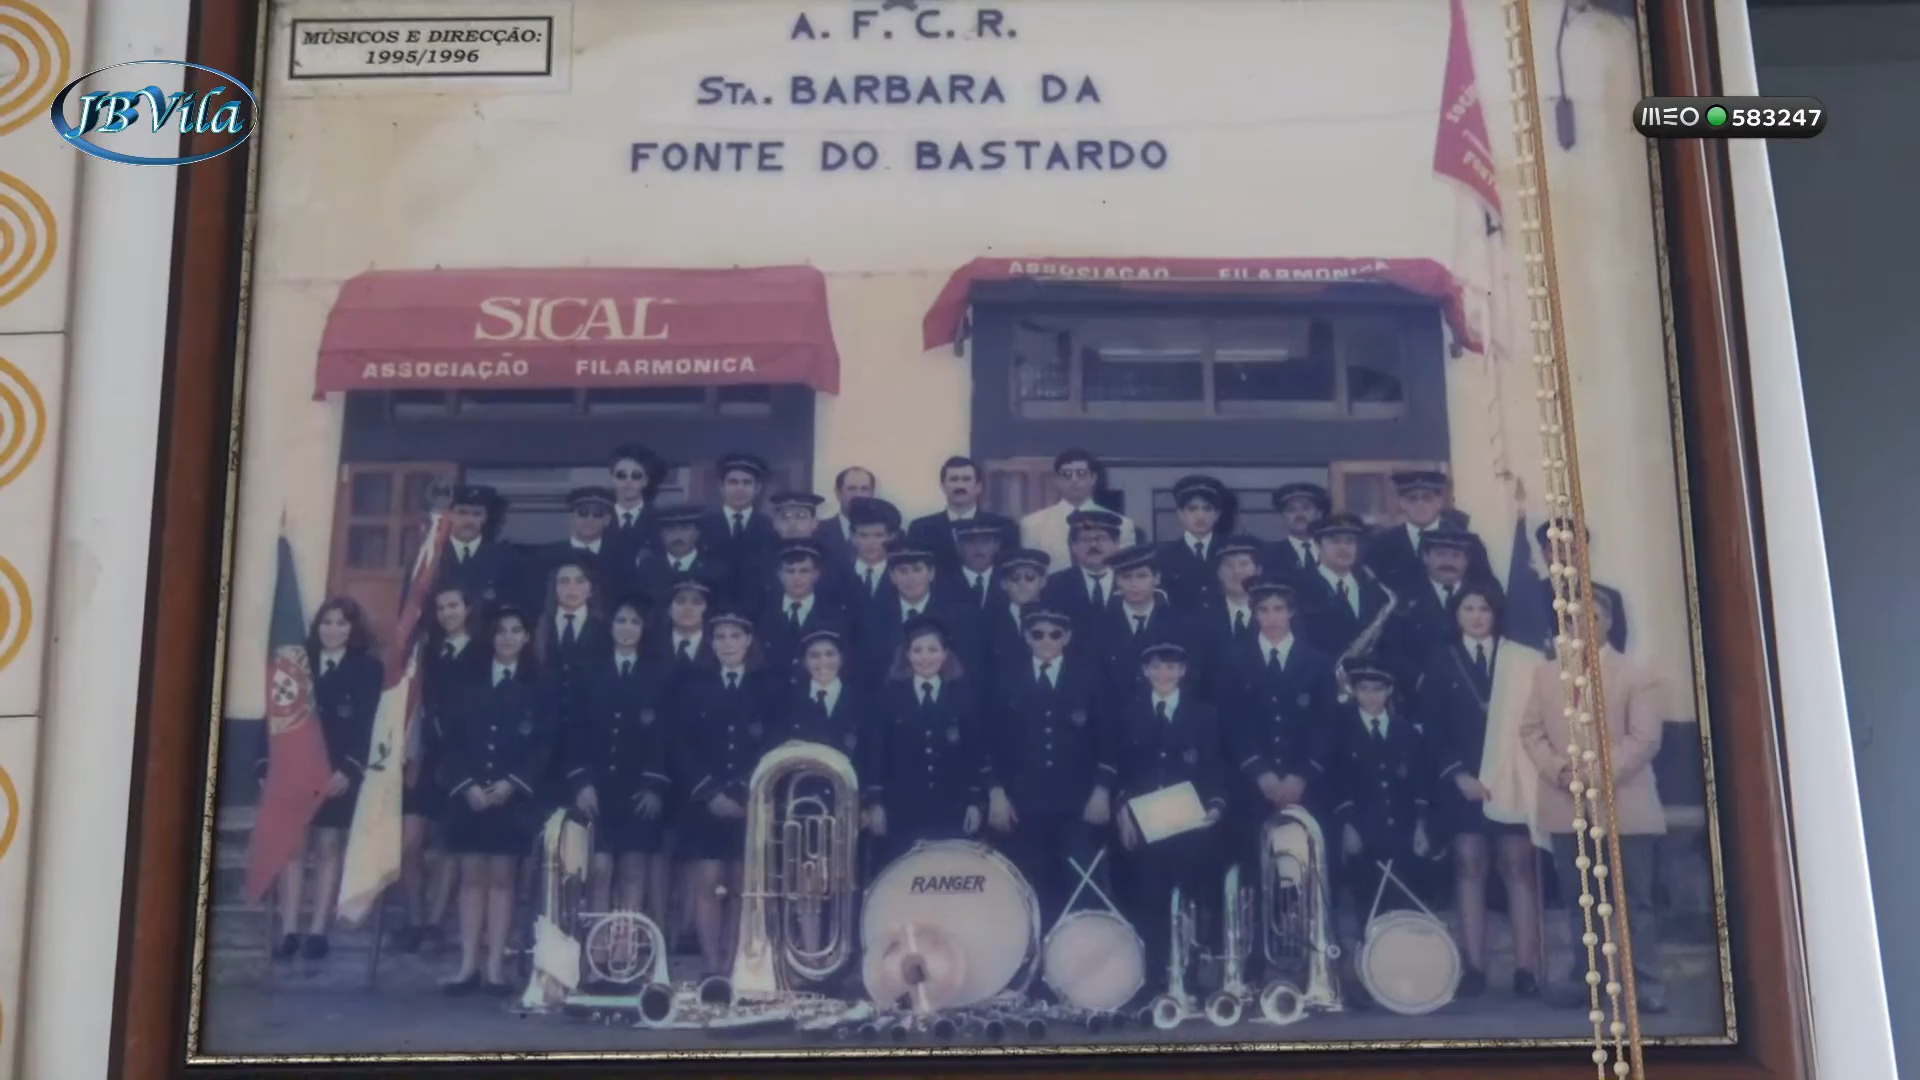 MÚSICOS E DIRECÇÃO:
1995/1996
A. F. C. R.
STA. BARBARA DA
FONTE DO BASTARDO
JB Vila
MEO 583247
SICAL
ASSOCIAÇÃO FILARMONICA
ASSOCIAÇAO FILARMONICA
RANGER